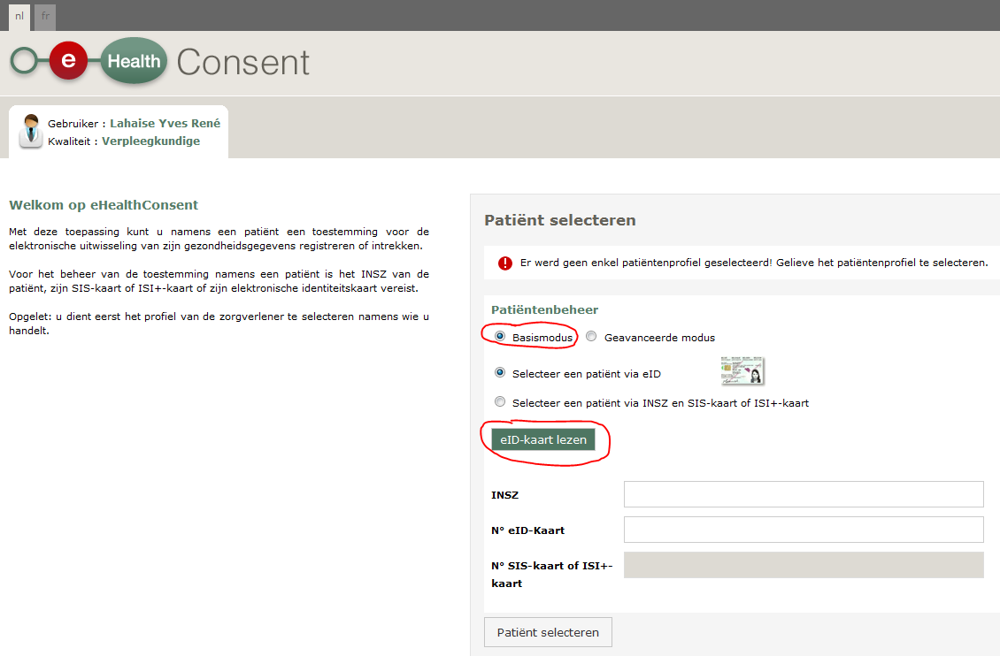 nl fr
e Health Consent
Gebruiker : Lahaise Yves René
Kwaliteit : Verpleegkundige
Welkom op eHealthConsent
Met deze toepassing kunt u namens een patiënt een toestemming voor de
elektronische uitwisseling van zijn gezondheidsgegevens registreren of intrekken.
Voor het beheer van de toestemming namens een patiënt is het INSZ van de
patiënt, zijn SIS-kaart of ISI+-kaart of zijn elektronische identiteitskaart vereist.
Opgelet: u dient eerst het profiel van de zorgverlener te selecteren namens wie u
handelt.
Patiënt selecteren
Er werd geen enkel patiëntenprofiel geselecteerd! Gelieve het patiëntenprofiel te selecteren.
Patiëntenbeheer
Basismodus Geavanceerde modus
Selecteer een patiënt via eID
Selecteer een patiënt via INSZ en SIS-kaart of ISI+-kaart
eID-kaart lezen
INSZ
N° eID-Kaart
N° SIS-kaart of ISI+-
kaart
Patiënt selecteren